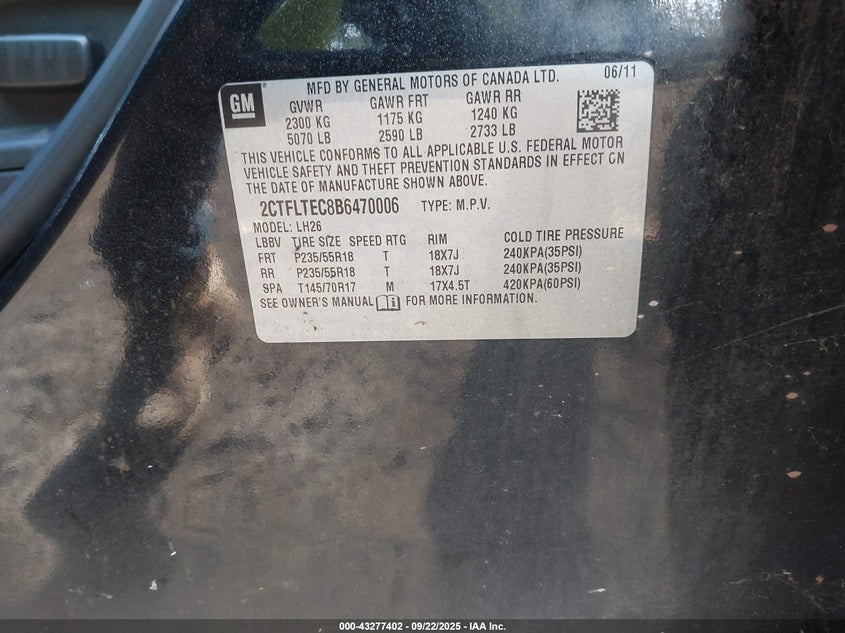 GM
MFD BY GENERAL MOTORS OF CANADA LTD. 06/11
GVWR GAWR FRT GAWR RR
2300 KG 1175 KG 1240 KG
5070 LB 2590 LB 2733 LB
THIS VEHICLE CONFORMS TO ALL APPLICABLE U.S. FEDERAL MOTOR
VEHICLE SAFETY AND THEFT PREVENTION STANDARDS IN EFFECT ON
THE DATE OF MANUFACTURE SHOWN ABOVE.
2CTFLTEC8B6470006 TYPE: M.P.V.
MODEL: LH26
LBBV TIRE SIZE SPEED RTG RIM COLD TIRE PRESSURE
FRT P235/55R18 T 18X7J 240KPA(35PSI)
RR P235/55R18 T 18X7J 240KPA(35PSI)
SPA T145/70R17 M 17X4.5T 420KPA(60PSI)
SEE OWNER'S MANUAL FOR MORE INFORMATION.
000-43277402 - 09/22/2025 - IAA Inc.